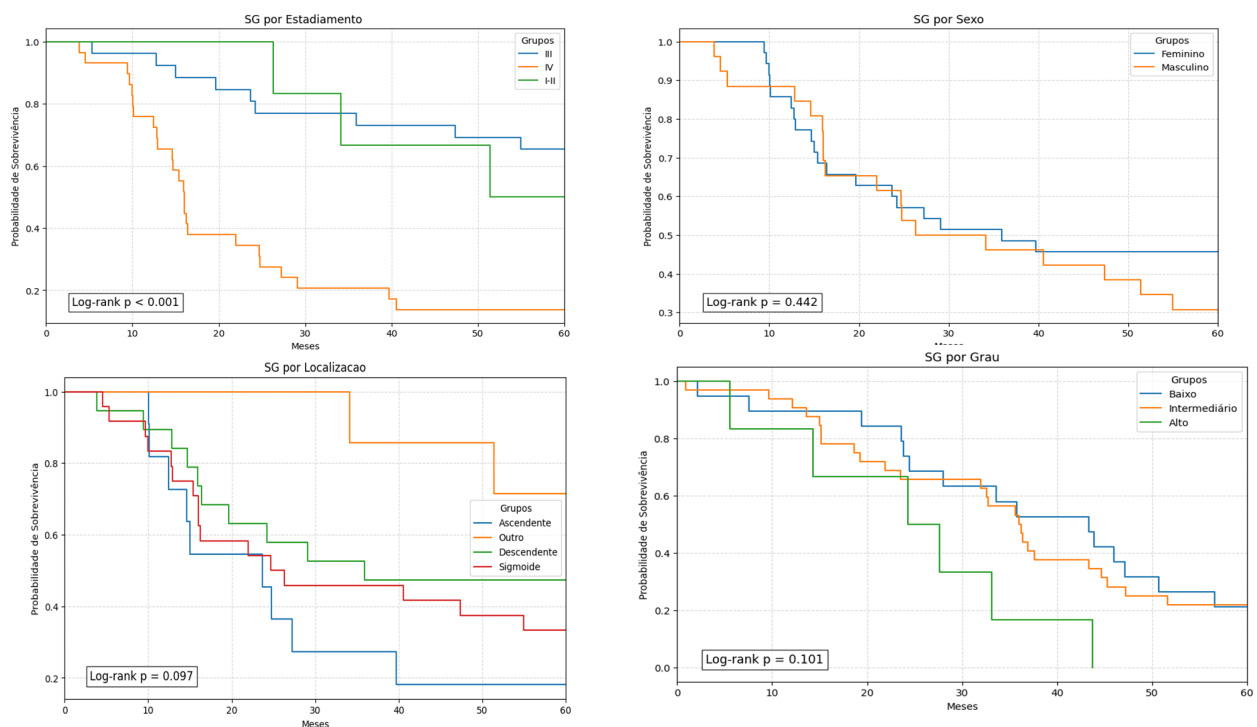 SG por Estadiamento
Probabilidade de Sobrevivência
1.0
0.8
0.6
0.4
0.2
Grupos
III
IV
I-II
Log-rank p < 0.001
0 10 20 30 40 50 60
Meses
SG por Sexo
Probabilidade de Sobrevivência
1.0
0.9
0.8
0.7
0.6
0.5
0.4
0.3
Grupos
Feminino
Masculino
Log-rank p = 0.442
0 10 20 30 40 50 60
Meses
SG por Localizacao
Probabilidade de Sobrevivência
1.0
0.8
0.6
0.4
0.2
Grupos
Ascendente
Outro
Descendente
Sigmoide
Log-rank p = 0.097
0 10 20 30 40 50 60
Meses
SG por Grau
Probabilidade de Sobrevivência
1.0
0.8
0.6
0.4
0.2
0.0
Grupos
Baixo
Intermediário
Alto
Log-rank p = 0.101
0 10 20 30 40 50 60
Meses